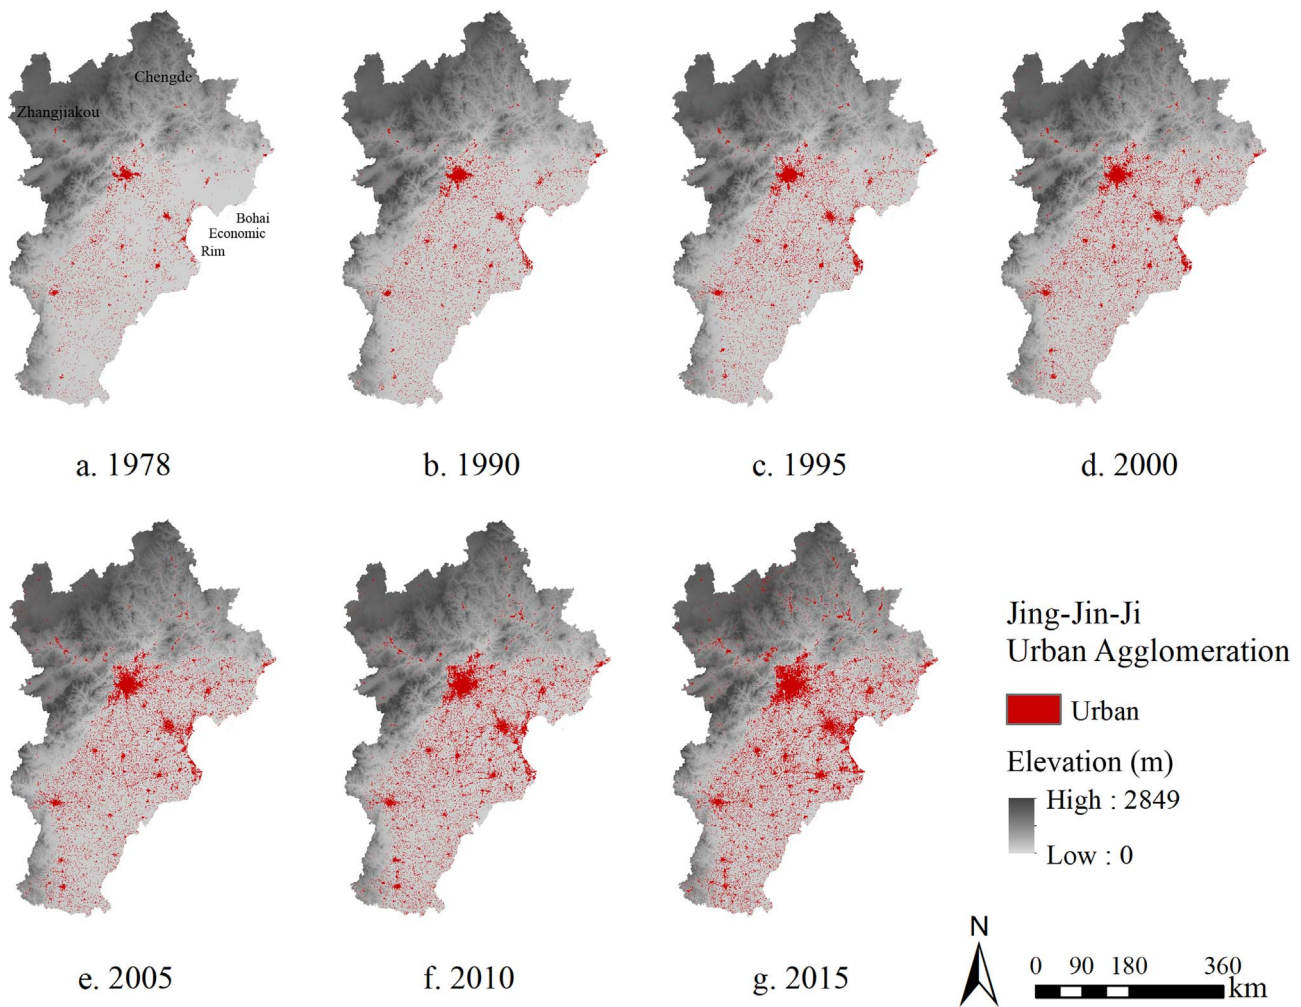 Chengde
Zhangjiakou
Bohai
Economic
Rim
a. 1978
b. 1990
c. 1995
d. 2000
e. 2005
f. 2010
g. 2015
Jing-Jin-Ji
Urban Agglomeration
Urban
Elevation (m)
High : 2849
Low : 0
N
0 90 180 360
km